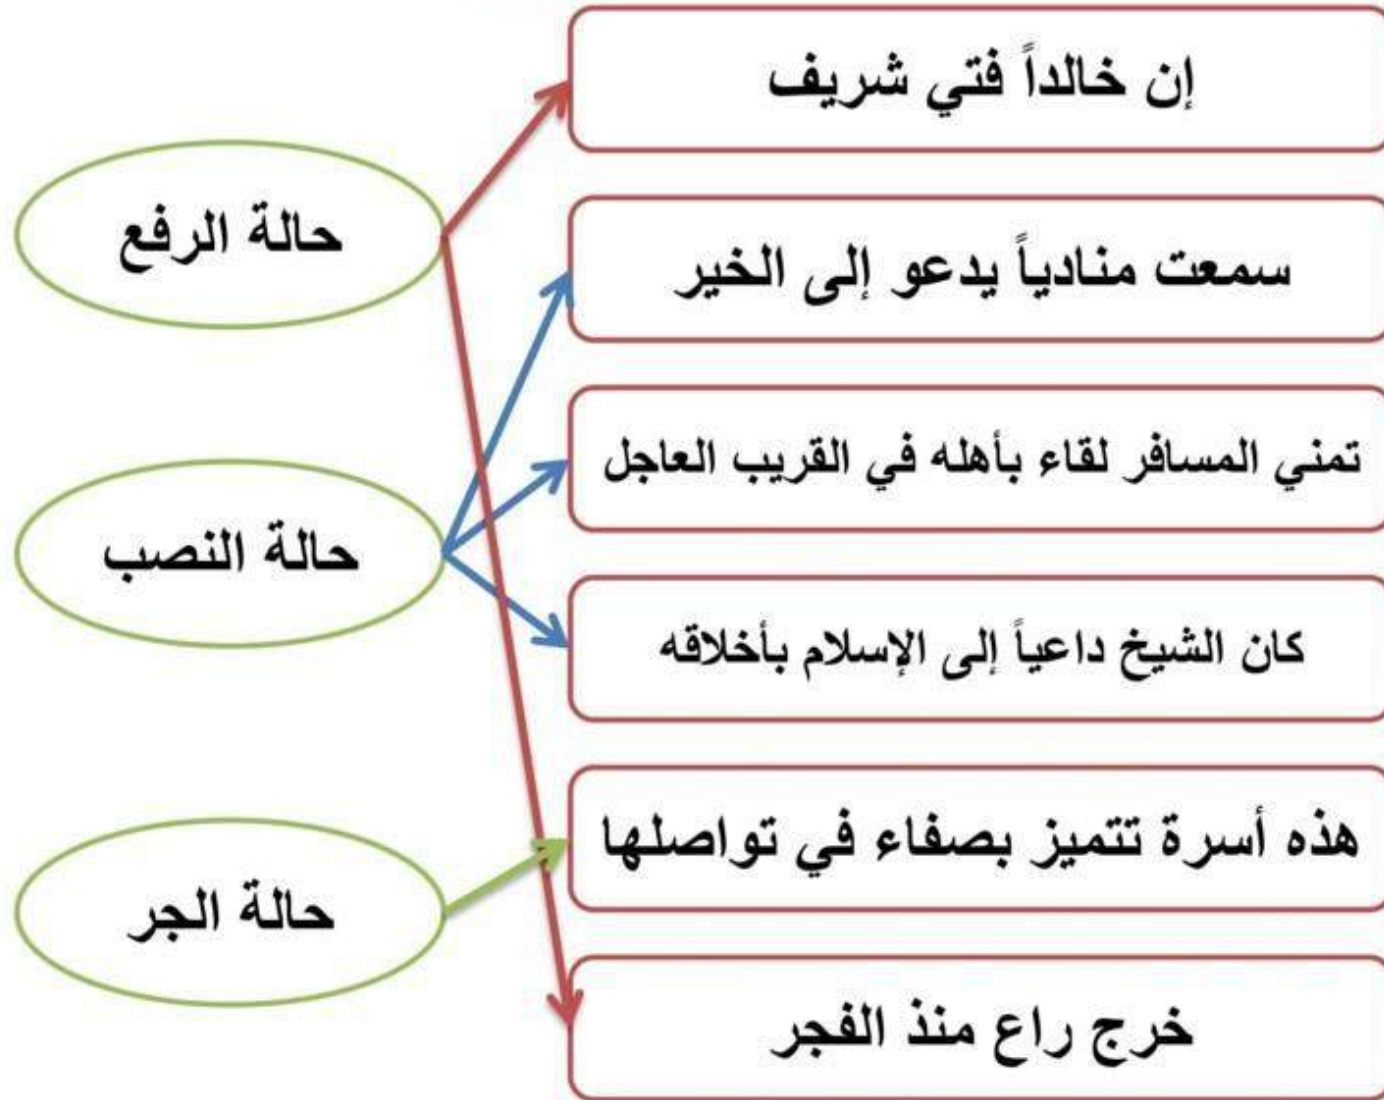 إن خالداً فتي شريف
حالة الرفع
سمعت منادياً يدعو إلى الخير
تمني المسافر لقاء بأهله في القريب العاجل
حالة النصب
كان الشيخ داعياً إلى الإسلام بأخلاقه
هذه أسرة تتميز بصفاء في تواصلها
حالة الجر
خرج راع منذ الفجر